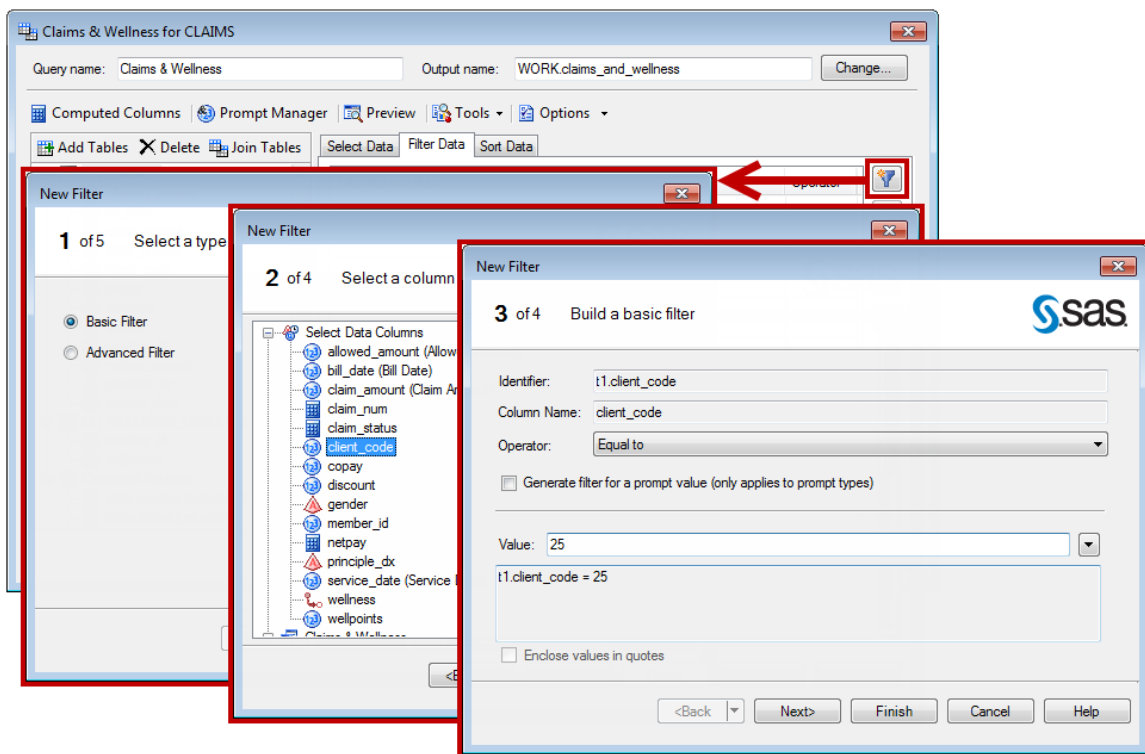 Claims & Wellness for CLAIMS
Query name: Claims & Wellness Output name: WORK.claims_and_wellness Change...
Computed Columns Prompt Manager Preview Tools Options
Add Tables Delete Join Tables Select Data Filter Data Sort Data
New Filter
1 of 5 Select a type
Basic Filter
Advanced Filter
New Filter
2 of 4 Select a column
Select Data Columns
allowed_amount (Allow
bill_date (Bill Date)
claim_amount (Claim Ar
claim_num
claim_status
client_code
copay
discount
gender
member_id
netpay
principle_dx
service_date (Service
wellness
wellpoints
Claims & Wellness
New Filter
3 of 4 Build a basic filter
sas
Identifier: t1.client_code
Column Name: client_code
Operator: Equal to
Generate filter for a prompt value (only applies to prompt types)
Value: 25
t1.client_code = 25
Enclose values in quotes
<Back Next> Finish Cancel Help